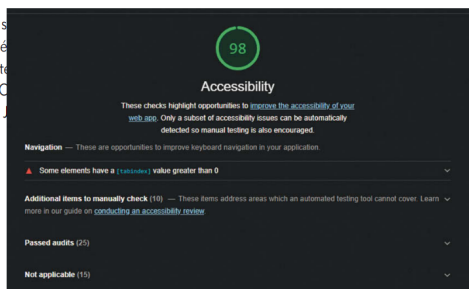 98
Accessibility
These checks highlight opportunities to improve the accessibility of your
web app. Only a subset of accessibility issues can be automatically
detected so manual testing is also encouraged.
Navigation — These are opportunities to improve keyboard navigation in your application.
Some elements have a [tabindex] value greater than 0
Additional items to manually check (10) — These items address areas which an automated testing tool cannot cover. Learn
more in our guide on conducting an accessibility review.
Passed audits (25)
Not applicable (15)